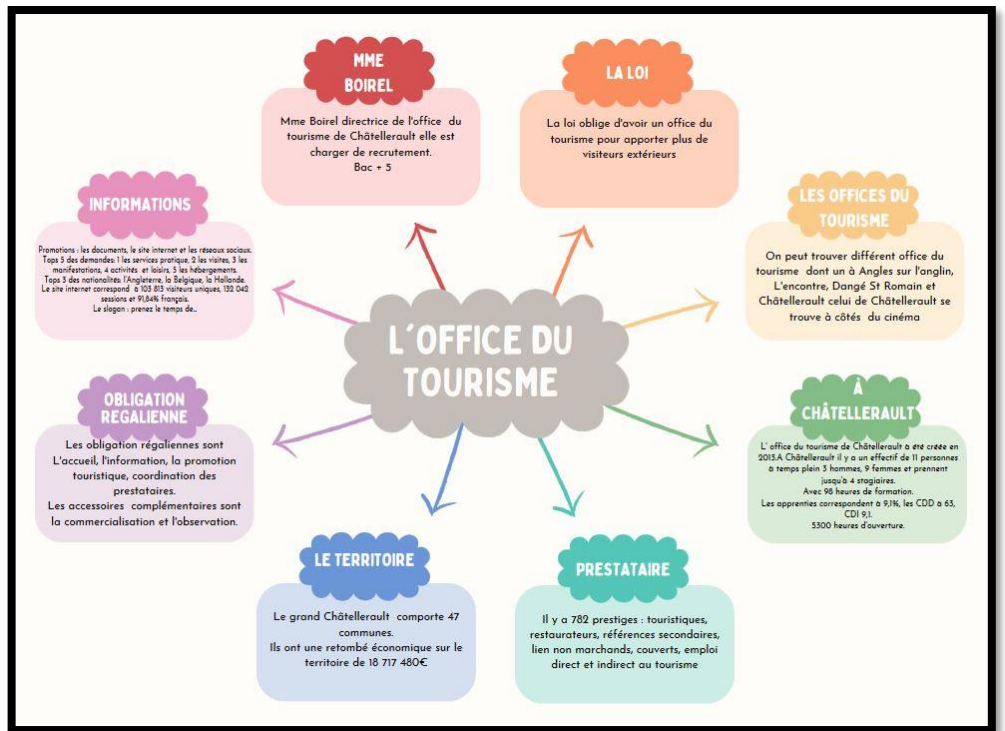 L'OFFICE DU
TOURISME
MME
BOIREL
Mme Boirel directrice de l'office du
tourisme de Châtellerault elle est
charger de recrutement.
Bac + 5
LA LOI
La loi oblige d'avoir un office du
tourisme pour apporter plus de
visiteurs extérieurs
LES OFFICES DU
TOURISME
On peut trouver différent office du
tourisme dont un à Angles sur l'anglin,
L'encontre, Dangé St Romain et
Châtellerault celui de Châtellerault se
trouve à côtés du cinéma
À
CHÂTELLERAULT
L' office du tourisme de Châtellerault à été créée en
2013.A Châtellerault il y a un effectif de 11 personnes
à temps plein 3 hommes, 9 femmes et prennent
jusqu'à 4 stagiaires.
Avec 98 heures de formation.
Les apprenties correspondent à 9,1%, les CDD à 63,
CDI 9,1.
5300 heures d'ouverture.
PRESTATAIRE
Il y a 782 prestiges : touristiques,
restaurateurs, références secondaires,
lien non marchands, couverts, emploi
direct et indirect au tourisme
LE TERRITOIRE
Le grand Châtellerault comporte 47
communes.
Ils ont une retombé économique sur le
territoire de 18 717 480€
OBLIGATION
REGALIENNE
Les obligation régaliennes sont
L'accueil, l'information, la promotion
touristique, coordination des
prestataires.
Les accessoires complémentaires sont
la commercialisation et l'observation.
INFORMATIONS
Promotions : les documents, le site internet et les réseaux sociaux.
Tops 5 des demandes: 1 les services pratique, 2 les visites, 3 les
manifestations, 4 activités et loisirs, 5 les hébergements.
Tops 3 des nationalités: l'Angleterre, la Belgique, la Hollande.
Le site internet correspond à 103 813 visiteurs uniques, 132 042
sessions et 91,84% français.
Le slogan : prenez le temps de..